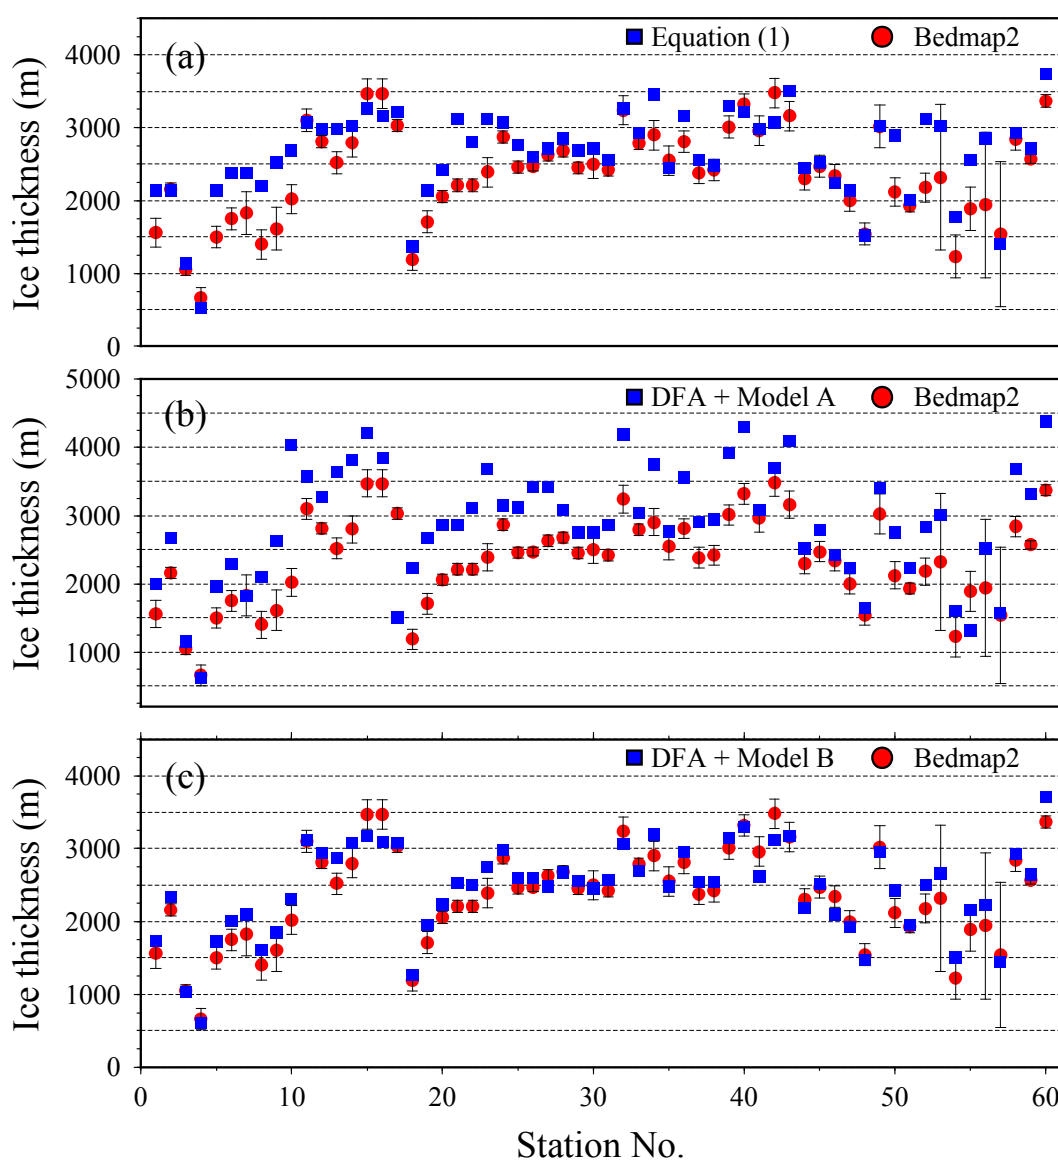 (a)
Equation (1)
Bedmap2
Ice thickness (m)
4000
3000
2000
1000
0
(b)
DFA + Model A
Bedmap2
Ice thickness (m)
5000
4000
3000
2000
1000
(c)
DFA + Model B
Bedmap2
Ice thickness (m)
4000
3000
2000
1000
0
0 10 20 30 40 50 60
Station No.